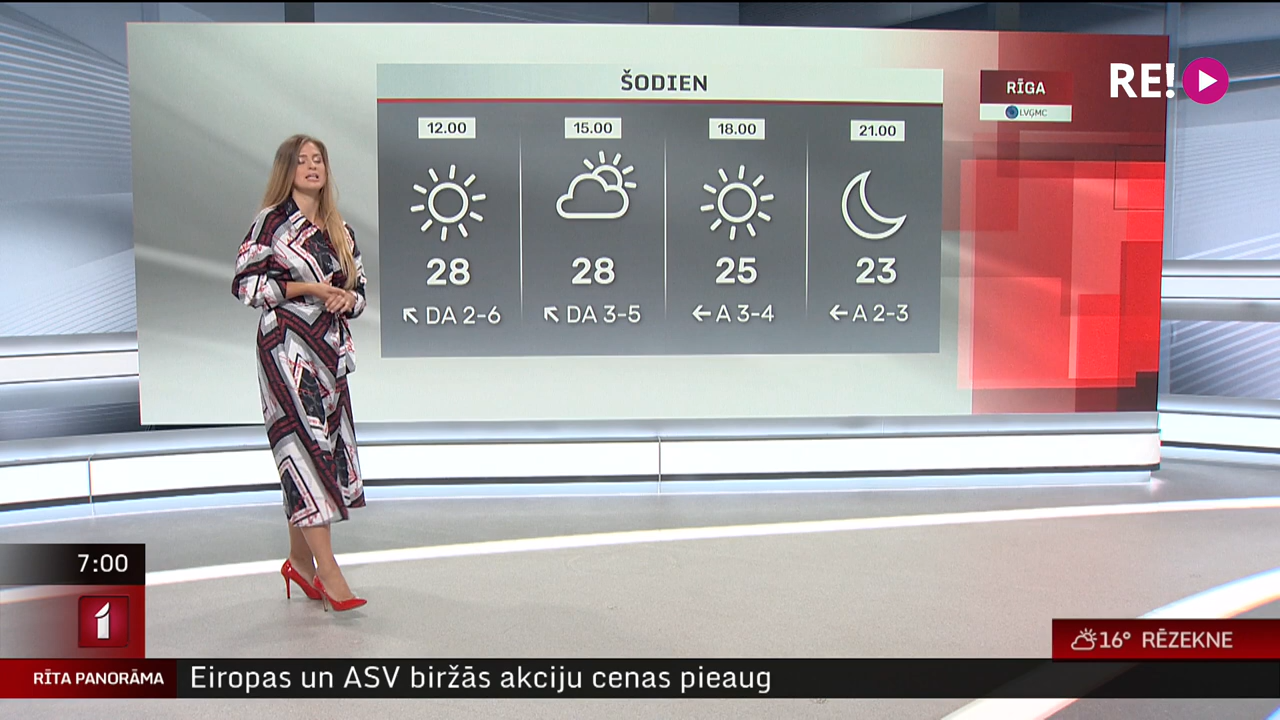 ŠODIEN
RĪGA
LVĢMC
RE!
12.00
15.00
18.00
21.00
28
28
25
23
DA 2-6
DA 3-5
A 3-4
A 2-3
7:00
1
16° RĒZEKNE
RĪTA PANORĀMA
Eiropas un ASV biržās akciju cenas pieaug